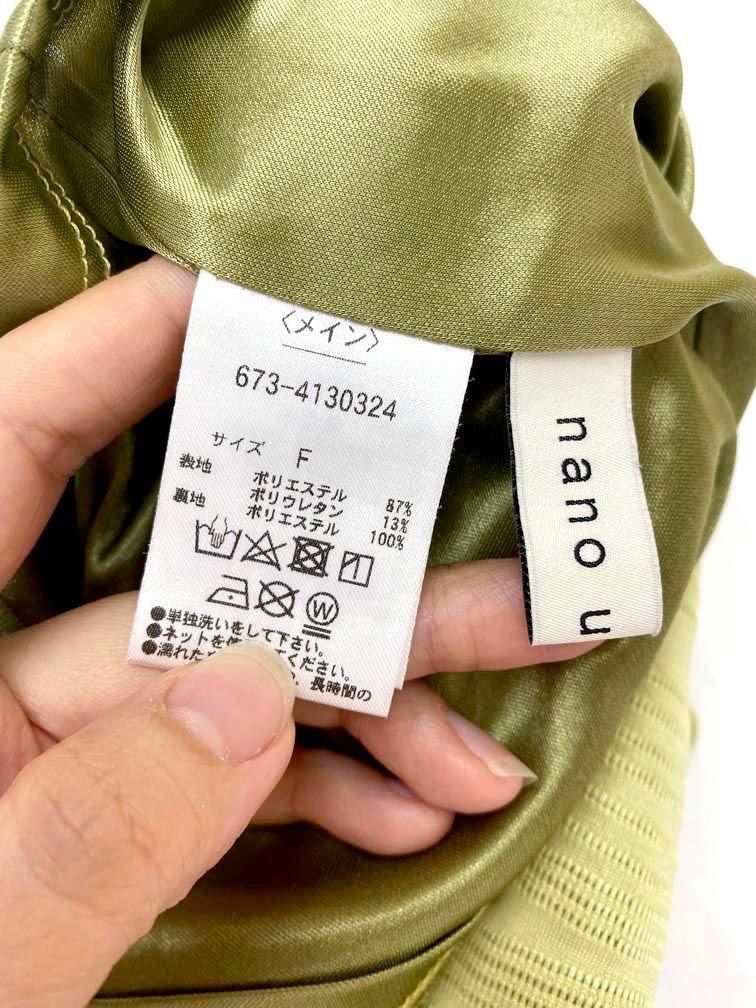 〈メイン〉
673-4130324
サイズ F
表地 ポリエステル 87%
ポリウレタン 13%
裏地 ポリエステル 100%
W
●単独洗いをして下さい。
●ネットを ください。
●濡れた 、長時間の
nano u